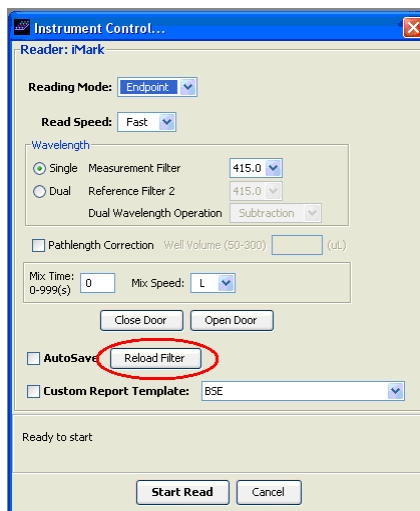 Instrument Control...
Reader: iMark
Reading Mode: Endpoint
Read Speed: Fast
Wavelength
Single Measurement Filter 415.0
Dual Reference Filter 2 415.0
Dual Wavelength Operation Subtraction
Pathlength Correction Well Volume (50-300) (uL)
Mix Time: 0-999(s) 0 Mix Speed: L
Close Door Open Door
AutoSave Reload Filter
Custom Report Template: BSE
Ready to start
Start Read Cancel